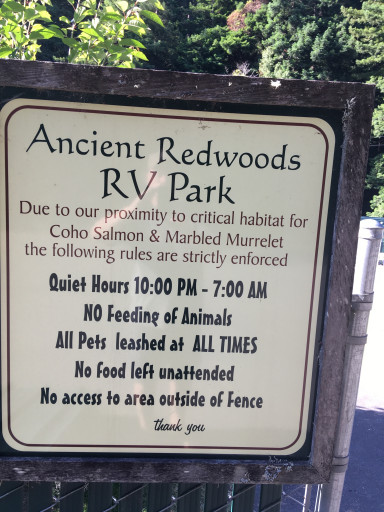 Ancient Redwoods
RV Park
Due to our proximity to critical habitat for
Coho Salmon & Marbled Murrelet
the following rules are strictly enforced
Quiet Hours 10:00 PM - 7:00 AM
NO Feeding of Animals
All Pets leashed at ALL TIMES
No food left unattended
No access to area outside of Fence
thank you